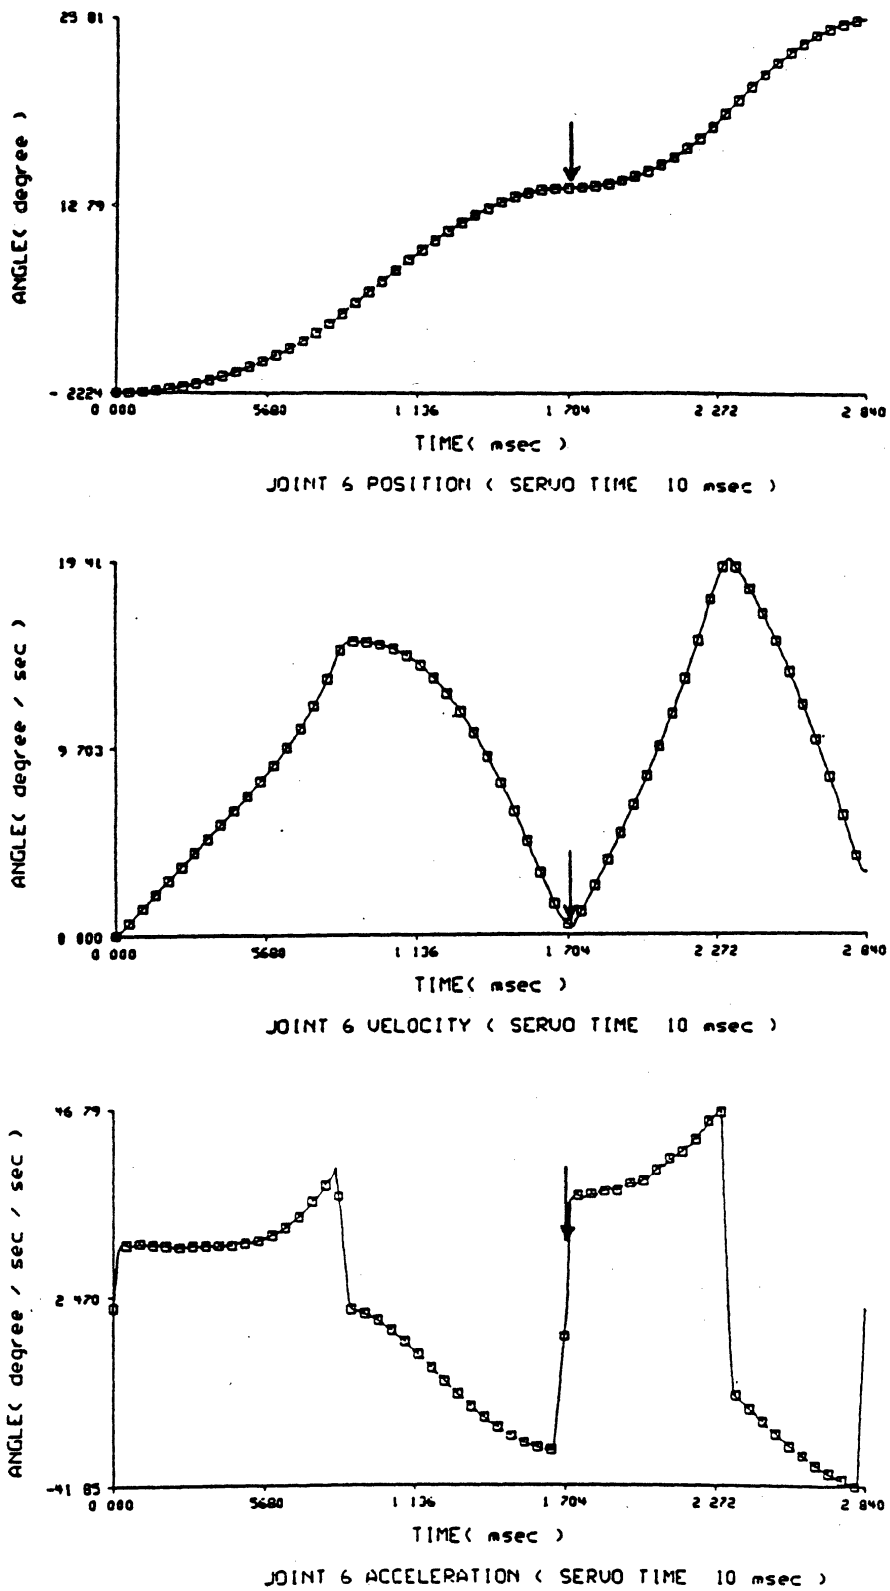 25 81
ANGLE( degree )
12 79
- 2224
0 000 5680 1 136 1 704 2 272 2 840
TIME( msec )
JOINT 6 POSITION ( SERVO TIME 10 msec )
19 41
ANGLE( degree / sec )
9 703
0 000
0 000 5680 1 136 1 704 2 272 2 840
TIME( msec )
JOINT 6 VELOCITY ( SERVO TIME 10 msec )
46 79
ANGLE( degree / sec / sec )
2 470
-41 85
0 000 5680 1 136 1 704 2 272 2 840
TIME( msec )
JOINT 6 ACCELERATION ( SERVO TIME 10 msec )